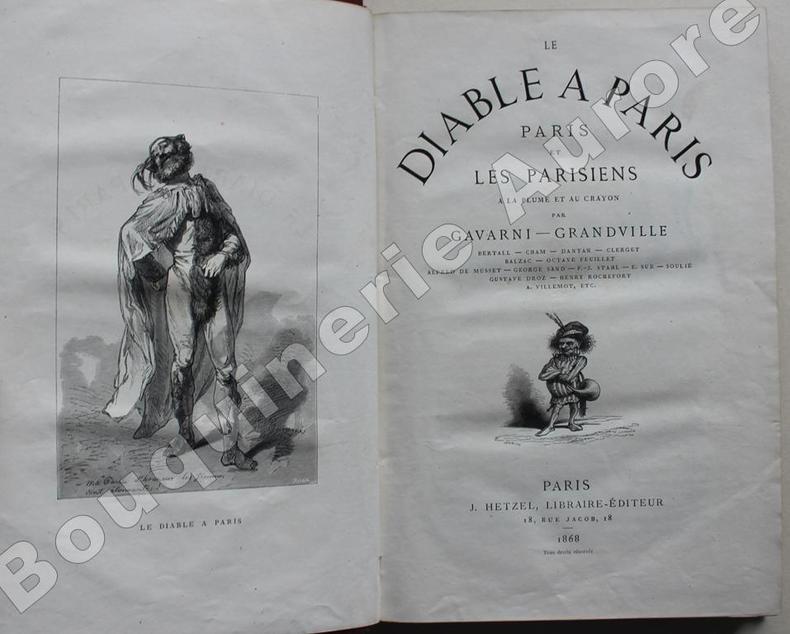 LE DIABLE A PARIS
LE
DIABLE A PARIS
PARIS
ET
LES PARISIENS
A LA PLUME ET AU CRAYON
PAR
GAVARNI — GRANDVILLE
BERTALL — CHAM — DANTAN — CLERGET
BALZAC — OCTAVE FEUILLET
ALFRED DE MUSSET — GEORGE SAND — P.-J. STAHL — E. SUE — SOULIÉ
GUSTAVE DROZ — HENRY ROCHEFORT
A. VILLEMOT, ETC.
PARIS
J. HETZEL, LIBRAIRE-ÉDITEUR
18, RUE JACOB, 18
1868
Tous droits réservés
Bouquinerie Aurore